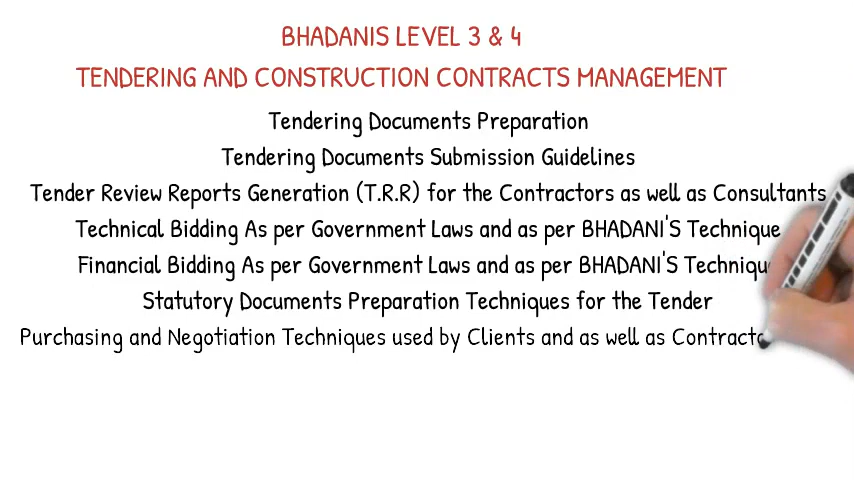 BHADANIS LEVEL 3 & 4
TENDERING AND CONSTRUCTION CONTRACTS MANAGEMENT
Tendering Documents Preparation
Tendering Documents Submission Guidelines
Tender Review Reports Generation (T.R.R) for the Contractors as well as Consultants
Technical Bidding As per Government Laws and as per BHADANI'S Technique
Financial Bidding As per Government Laws and as per BHADANI'S
Statutory Documents Preparation Techniques for the Tender
Purchasing and Negotiation Techniques used by Clients and as well as